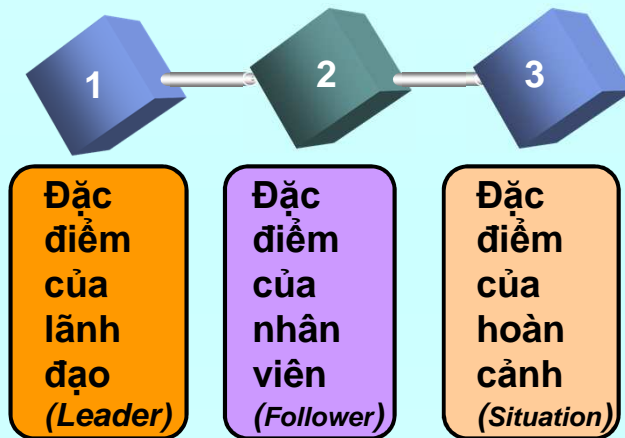 1
2
3
Đặc
điểm
của
lãnh
đạo
(Leader)
Đặc
điểm
của
nhân
viên
(Follower)
Đặc
điểm
của
hoàn
cảnh
(Situation)